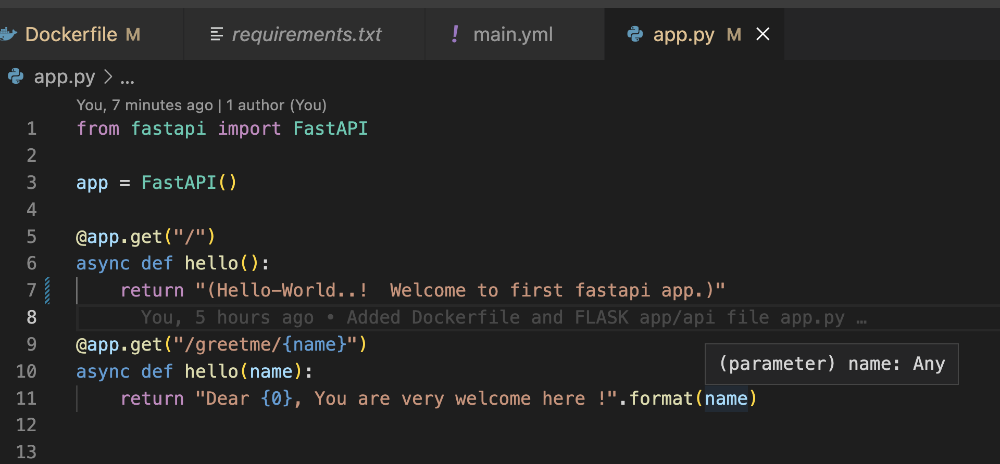 Dockerfile M requirements.txt ! main.yml app.py M
app.py > ...
You, 7 minutes ago | 1 author (You)
1 from fastapi import FastAPI
2
3 app = FastAPI()
4
5 @app.get("/")
6 async def hello():
7     return "(Hello-World..!  Welcome to first fastapi app.)"
8 You, 5 hours ago • Added Dockerfile and FLASK app/api file app.py …
9 @app.get("/greetme/{name}")
(parameter) name: Any
10 async def hello(name):
11     return "Dear {0}, You are very welcome here !".format(name)
12
13